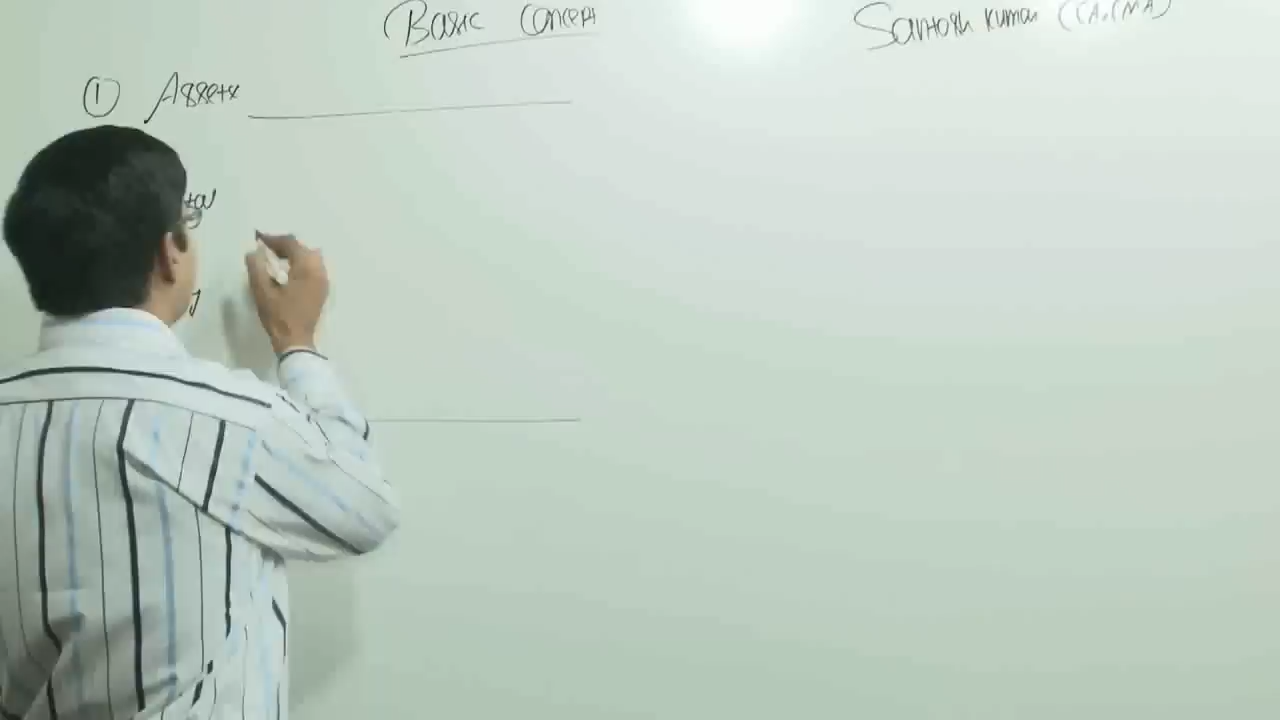 Basic Concept
Santosh Kumar (CA, CMA)
① Assets